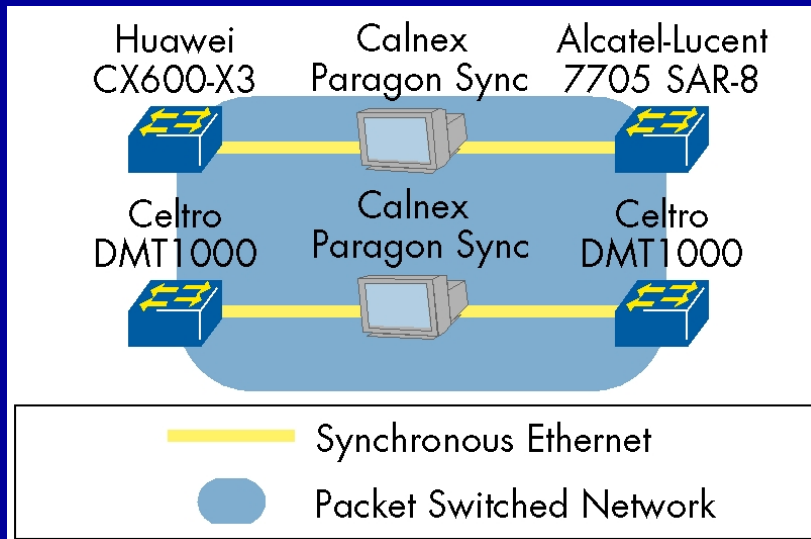 Huawei
CX600-X3
Calnex
Paragon Sync
Alcatel-Lucent
7705 SAR-8
Celtro
DMT1000
Calnex
Paragon Sync
Celtro
DMT1000
Synchronous Ethernet
Packet Switched Network